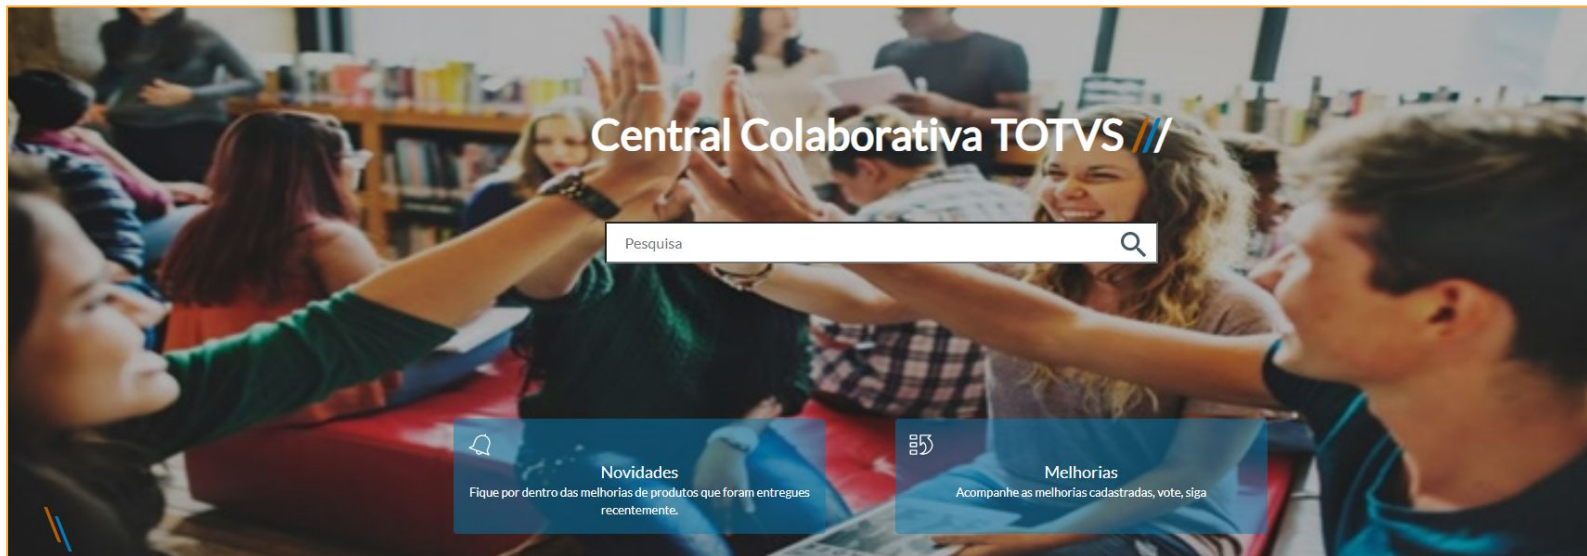 Central Colaborativa TOTVS
Pesquisa
Novidades
Fique por dentro das melhorias de produtos que foram entregues
recentemente.
Melhorias
Acompanhe as melhorias cadastradas, vote, siga